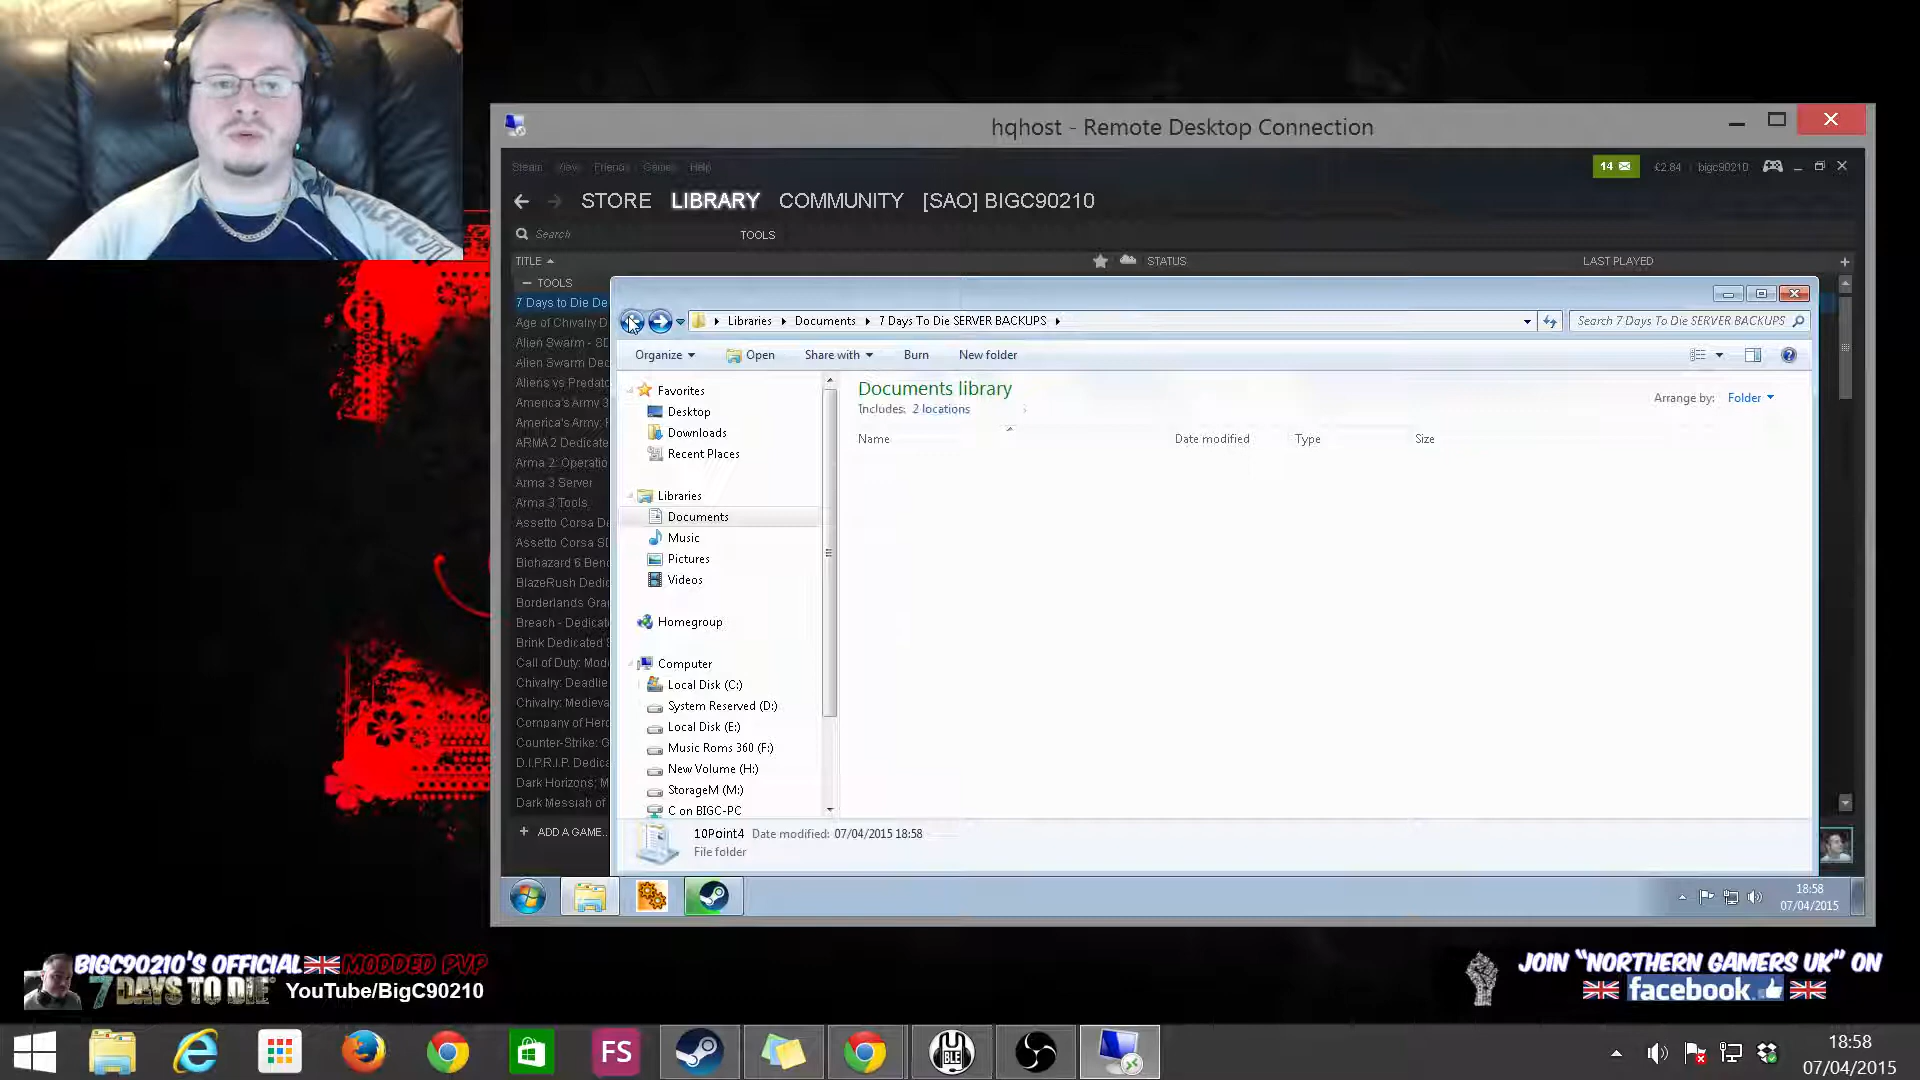 hqhost - Remote Desktop Connection
Steam View Friends Games Help
14 £2.84 bigc90210
STORE LIBRARY COMMUNITY [SAO] BIGC90210
Search TOOLS
TITLE STATUS LAST PLAYED
TOOLS
7 Days to Die De
Age of Chivalry D
Alien Swarm - SD
Alien Swarm Dec
Aliens vs Predato
America's Army 3
America's Army:
ARMA 2 Dedicate
Arma 2: Operatio
Arma 3 Server
Arma 3 Tools
Assetto Corsa De
Assetto Corsa SD
Biohazard 6 Benc
BlazeRush Dedic
Borderlands Gra
Breach - Dedicat
Brink Dedicated S
Call of Duty: Mod
Chivalry: Deadlie
Chivalry: Medieva
Company of Hero
Counter-Strike: G
D.I.P.R.I.P. Dedica
Dark Horizons: M
Dark Messiah of
ADD A GAME...
Libraries Documents 7 Days To Die SERVER BACKUPS
Search 7 Days To Die SERVER BACKUPS
Organize Open Share with Burn New folder
Favorites
Desktop
Downloads
Recent Places
Libraries
Documents
Music
Pictures
Videos
Homegroup
Computer
Local Disk (C:)
System Reserved (D:)
Local Disk (E:)
Music Roms 360 (F:)
New Volume (H:)
StorageM (M:)
C on BIGC-PC
Documents library
Includes: 2 locations
Arrange by: Folder
Name Date modified Type Size
10Point4 Date modified: 07/04/2015 18:58
File folder
18:58
07/04/2015
BIGC90210'S OFFICIAL MODDED PVP
7 DAYS TO DIE YouTube/BigC90210
JOIN "NORTHERN GAMERS UK" ON
facebook
FS
BLE
18:58
07/04/2015